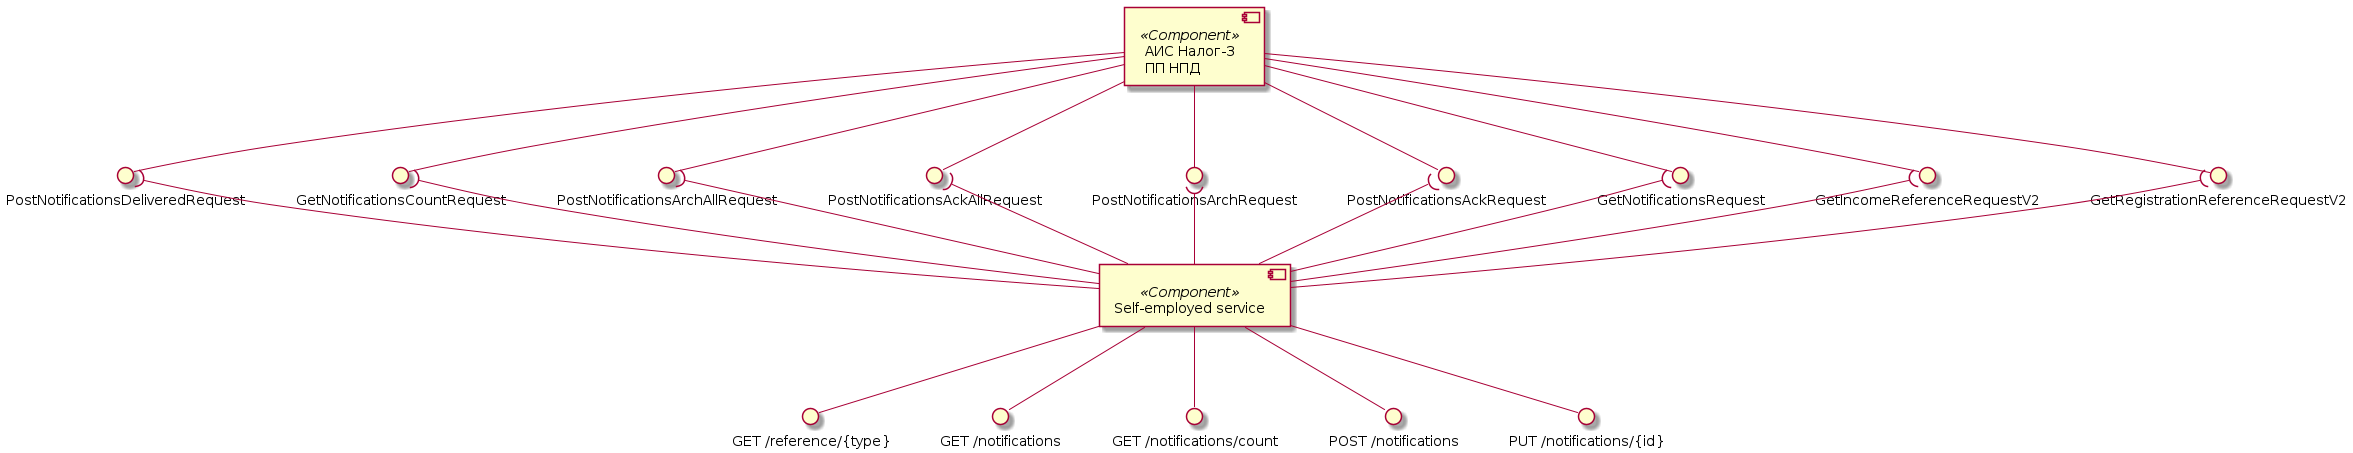 «Component»
АИС Налог-3
ПП НПД
PostNotificationsDeliveredRequest
GetNotificationsCountRequest
PostNotificationsArchAllRequest
PostNotificationsAckAllRequest
PostNotificationsArchRequest
PostNotificationsAckRequest
GetNotificationsRequest
GetIncomeReferenceRequestV2
GetRegistrationReferenceRequestV2
«Component»
Self-employed service
GET /reference/{type}
GET /notifications
GET /notifications/count
POST /notifications
PUT /notifications/{id}